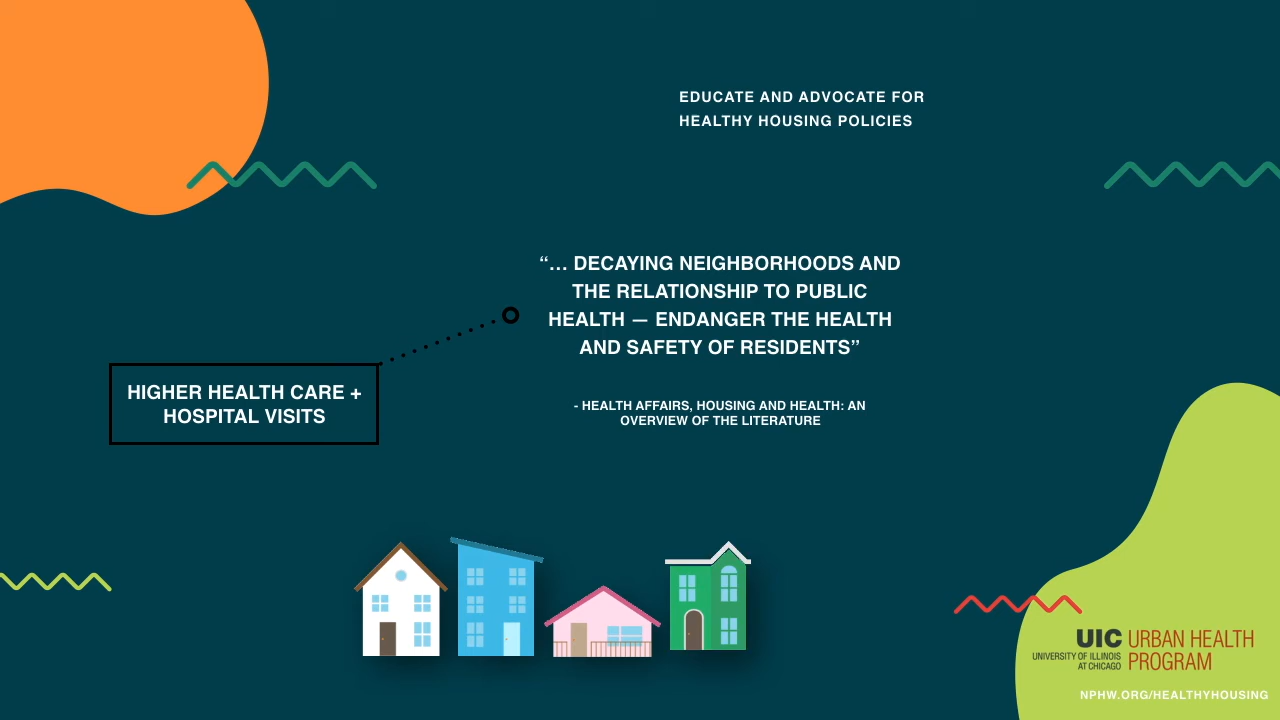 EDUCATE AND ADVOCATE FOR
HEALTHY HOUSING POLICIES
“... DECAYING NEIGHBORHOODS AND
THE RELATIONSHIP TO PUBLIC
HEALTH — ENDANGER THE HEALTH
AND SAFETY OF RESIDENTS”
HIGHER HEALTH CARE +
HOSPITAL VISITS
- HEALTH AFFAIRS, HOUSING AND HEALTH: AN
OVERVIEW OF THE LITERATURE
UIC URBAN HEALTH
UNIVERSITY OF ILLINOIS
AT CHICAGO
PROGRAM
NPHW.ORG/HEALTHYHOUSING